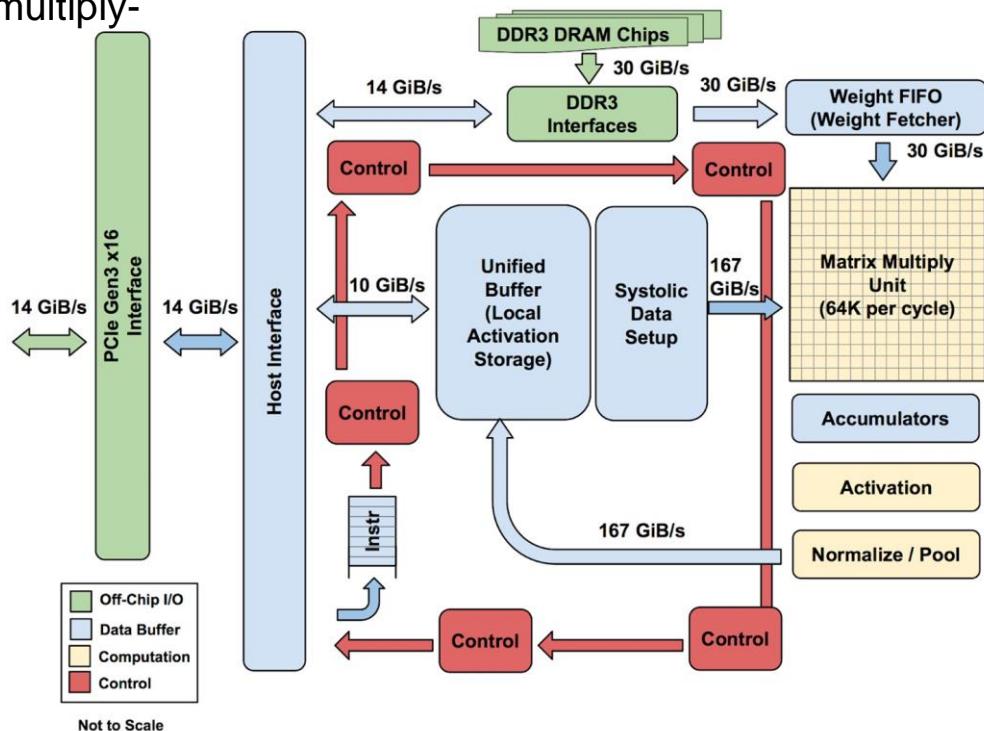 multiply-
DDR3 DRAM Chips
30 GiB/s
14 GiB/s
DDR3
Interfaces
30 GiB/s
Weight FIFO
(Weight Fetcher)
30 GiB/s
Control
Control
PCIe Gen3 x16
Interface
Host Interface
14 GiB/s
14 GiB/s
10 GiB/s
Unified
Buffer
(Local
Activation
Storage)
Systolic
Data
Setup
167
GiB/s
Matrix Multiply
Unit
(64K per cycle)
Control
Accumulators
Activation
Instr
167 GiB/s
Normalize / Pool
Off-Chip I/O
Data Buffer
Computation
Control
Control
Control
Not to Scale